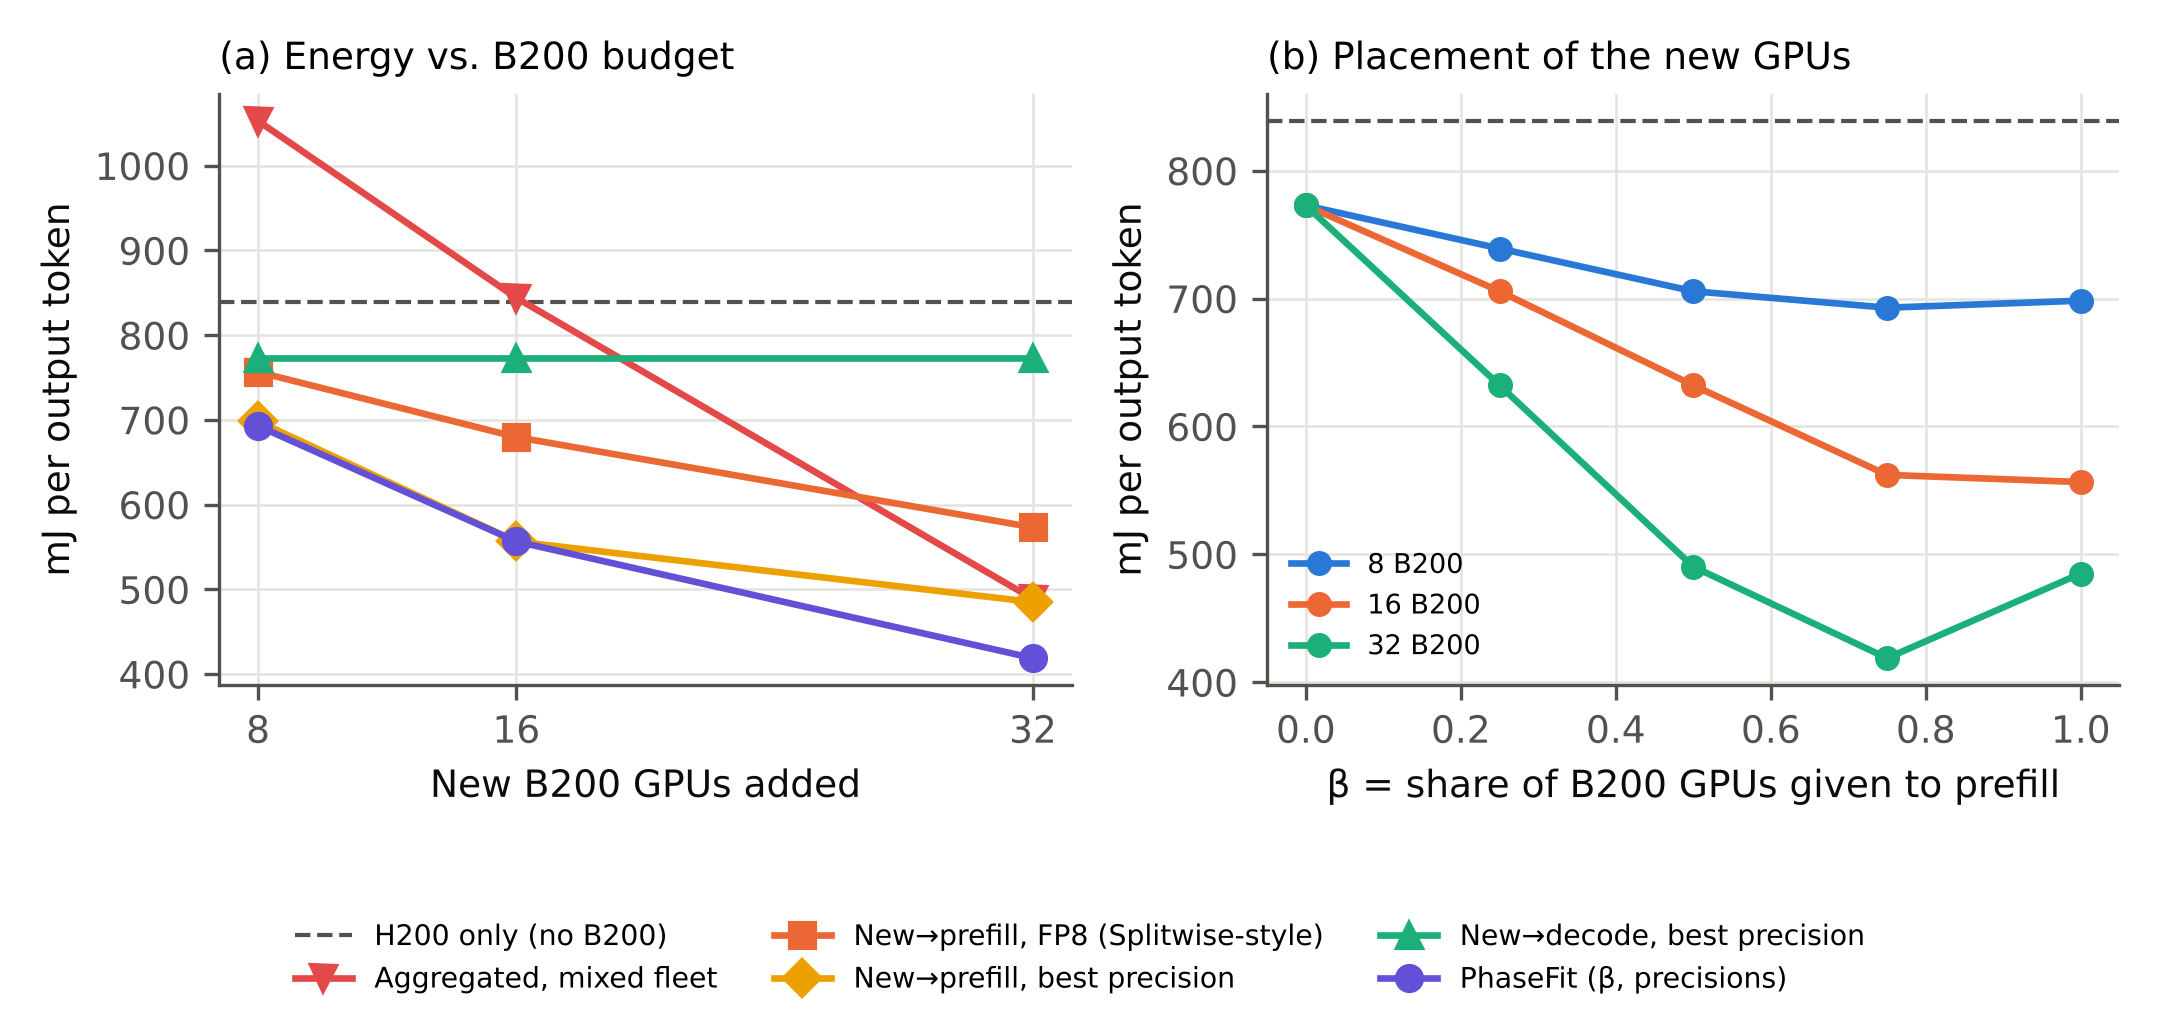 (a) Energy vs. B200 budget
mJ per output token
1000
900
800
700
600
500
400
8
16
32
New B200 GPUs added
(b) Placement of the new GPUs
mJ per output token
800
700
600
500
400
8 B200
16 B200
32 B200
0.0
0.2
0.4
0.6
0.8
1.0
β = share of B200 GPUs given to prefill
H200 only (no B200)
Aggregated, mixed fleet
New→prefill, FP8 (Splitwise-style)
New→prefill, best precision
New→decode, best precision
PhaseFit (β, precisions)